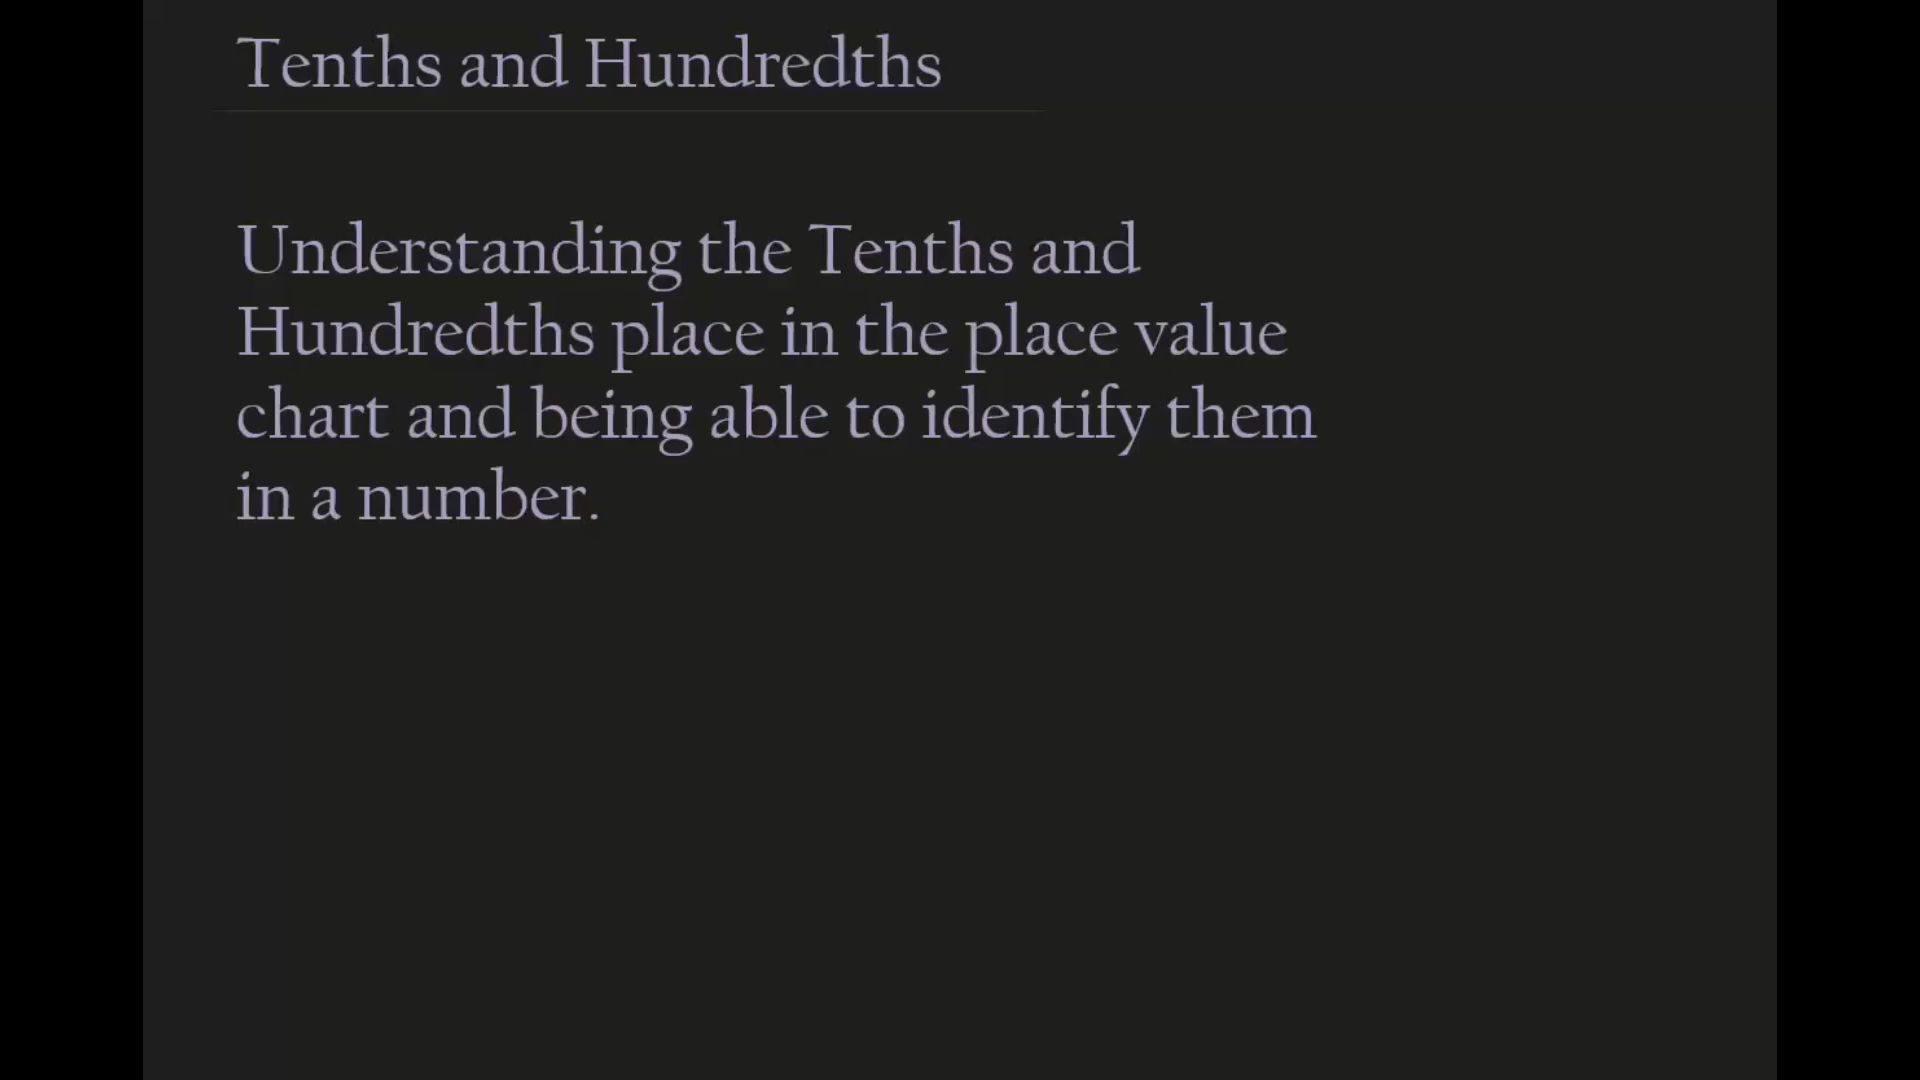 Tenths and Hundredths
Understanding the Tenths and
Hundredths place in the place value
chart and being able to identify them
in a number.